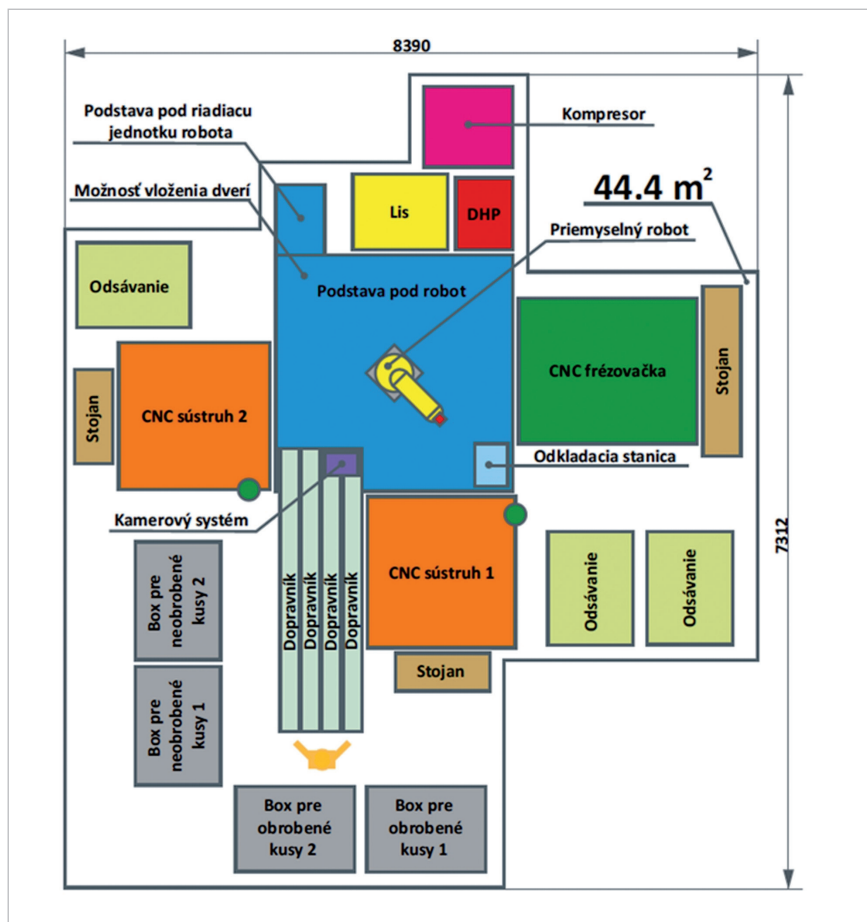 8390
Podstava pod riadiacu
jednotku robota
Kompresor
Možnosť vloženia dverí
44.4 m²
Lis
DHP
Priemyselný robot
Odsávanie
Podstava pod robot
Stojan
CNC sústruh 2
CNC frézovačka
Stojan
Odkladacia stanica
Kamerový systém
7312
Box pre
neobrobené
kusy 2
Dopravník
Dopravník
Dopravník
Dopravník
CNC sústruh 1
Odsávanie
Odsávanie
Stojan
Box pre
neobrobené
kusy 1
Box pre
obrobené
kusy 2
Box pre
obrobené
kusy 1